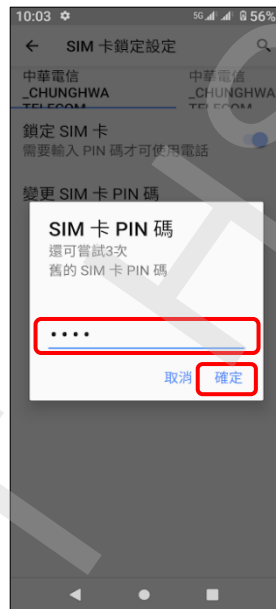 10:03 5G 56%
← SIM 卡鎖定設定
中華電信 中華電信
_CHUNGHWA _CHUNGHWA
TELECOM TELECOM
鎖定 SIM 卡
需要輸入 PIN 碼才可使用電話
變更 SIM 卡 PIN 碼
SIM 卡 PIN 碼
還可嘗試3次
舊的 SIM 卡 PIN 碼
••••
取消 確定